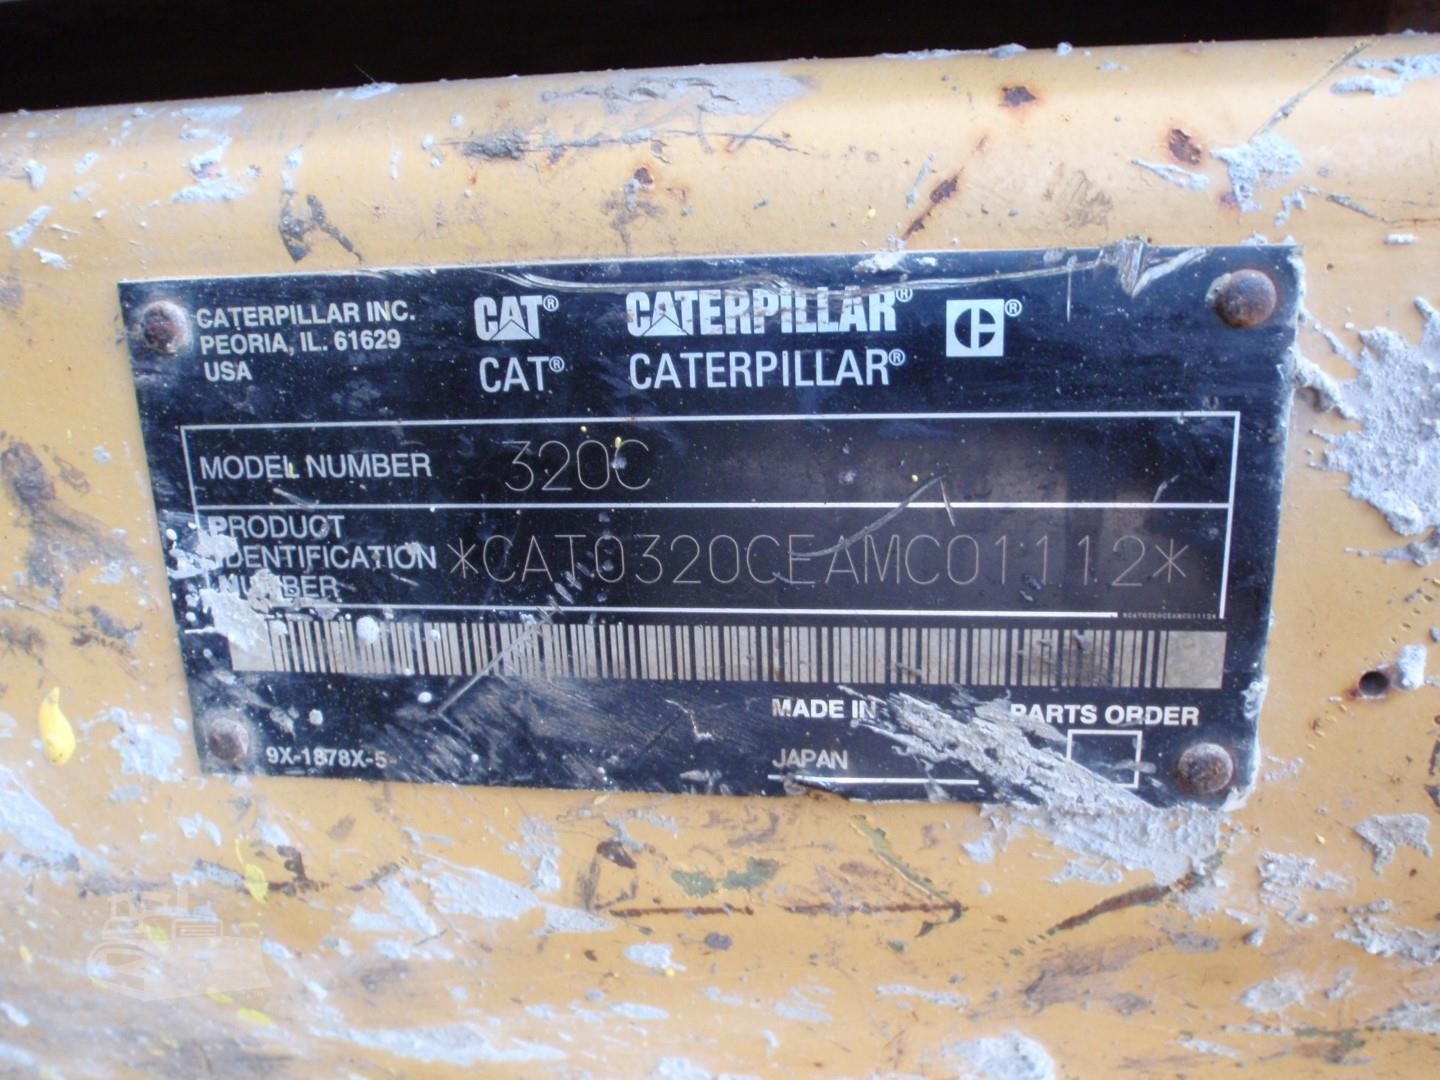 CATERPILLAR INC.
PEORIA, IL. 61629
USA
CAT® CATERPILLAR® C®
CAT® CATERPILLAR®
MODEL NUMBER 320C
PRODUCT
IDENTIFICATION
NUMBER *CAT0320CEAMC01112*
*CAT0320CEAMC01112*
MADE IN PARTS ORDER
JAPAN
9X-1878X-5